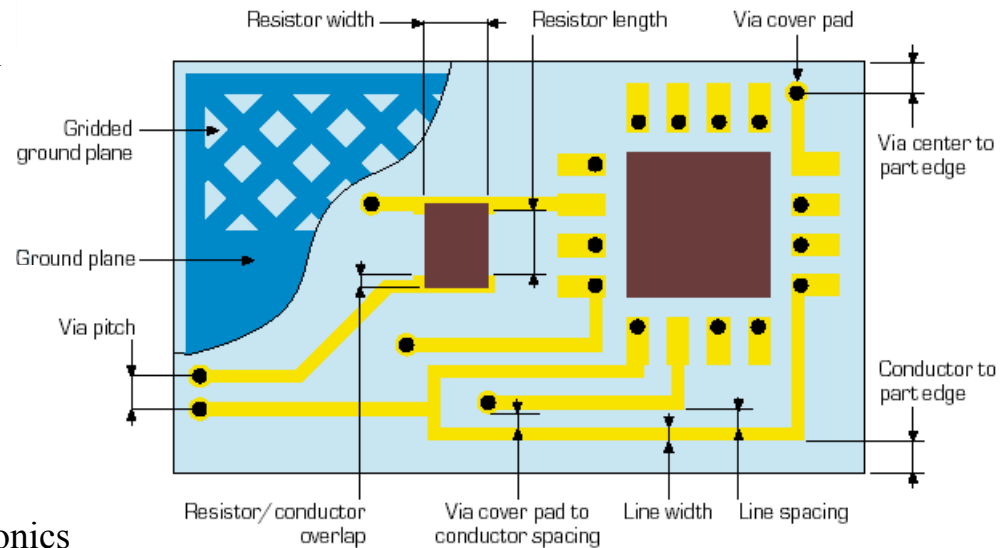 Resistor width
Resistor length
Via cover pad
Gridded
ground plane
Via center to
part edge
Ground plane
Via pitch
Conductor to
part edge
Resistor/conductor
overlap
Via cover pad to
conductor spacing
Line width
Line spacing